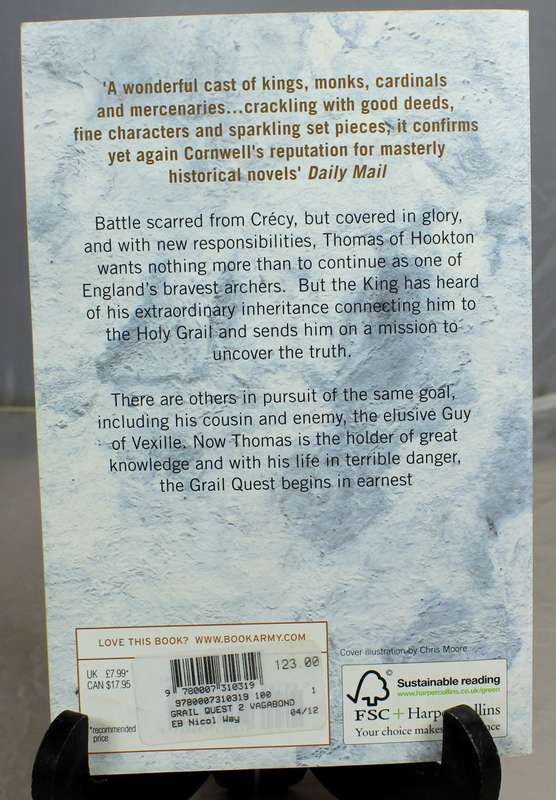 'A wonderful cast of kings, monks, cardinals
and mercenaries...crackling with good deeds,
fine characters and sparkling set pieces, it confirms
yet again Cornwell's reputation for masterly
historical novels' Daily Mail
Battle scarred from Crécy, but covered in glory,
and with new responsibilities, Thomas of Hookton
wants nothing more than to continue as one of
England's bravest archers. But the King has heard
of his extraordinary inheritance connecting him to
the Holy Grail and sends him on a mission to
uncover the truth.
There are others in pursuit of the same goal,
including his cousin and enemy, the elusive Guy
of Vexille. Now Thomas is the holder of great
knowledge and with his life in terrible danger,
the Grail Quest begins in earnest
LOVE THIS BOOK? WWW.BOOKARMY.COM
UK £7.99*
CAN $17.95
*recommended
price
123.00
9 780007 310319
9780007310319 100 1
GRAIL QUEST 2 VAGABOND
EB Nicol Way 04/12
Cover illustration by Chris Moore
©
FSC
Sustainable reading
www.harpercollins.co.uk/green
+ HarperCollins
Your choice makes